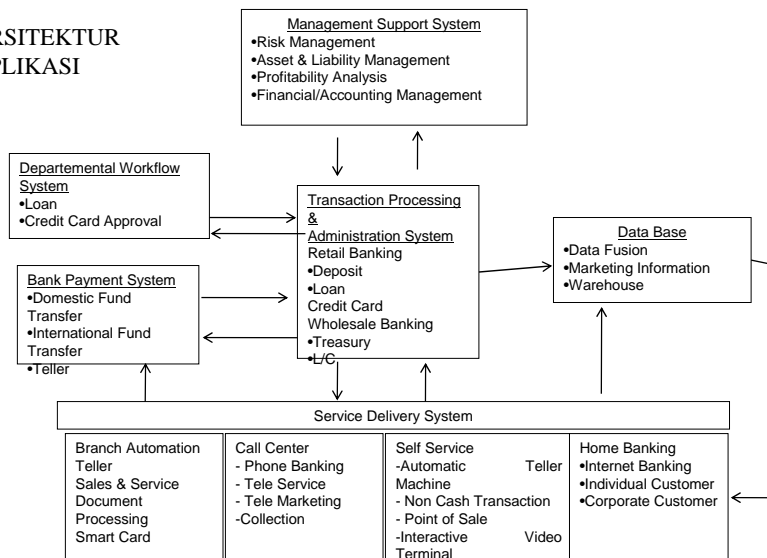 RSITEKTUR
PLIKASI
Management Support System
•Risk Management
•Asset & Liability Management
•Profitability Analysis
•Financial/Accounting Management
Departemental Workflow
System
•Loan
•Credit Card Approval
Transaction Processing
&
Administration System
Retail Banking
•Deposit
•Loan
Credit Card
Wholesale Banking
•Treasury
•L/C
Data Base
•Data Fusion
•Marketing Information
•Warehouse
Bank Payment System
•Domestic Fund
Transfer
•International Fund
Transfer
•Teller
Service Delivery System
Branch Automation
Teller
Sales & Service
Document
Processing
Smart Card
Call Center
- Phone Banking
- Tele Service
- Tele Marketing
-Collection
Self Service
-Automatic Teller
Machine
- Non Cash Transaction
- Point of Sale
-Interactive Video
Terminal
Home Banking
•Internet Banking
•Individual Customer
•Corporate Customer